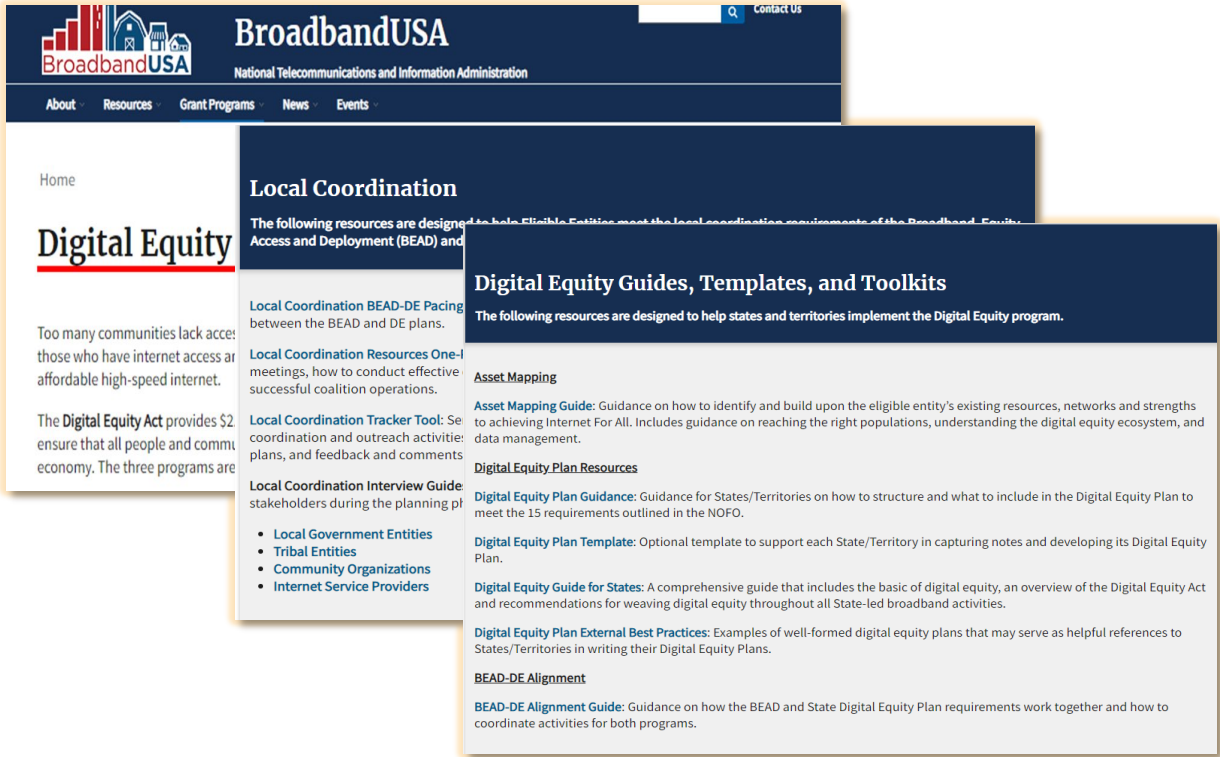 Contact Us
BroadbandUSA
BroadbandUSA
National Telecommunications and Information Administration
About
Resources
Grant Programs
News
Events
Home
Digital Equity
Too many communities lack
those who have internet access
affordable high-speed internet.
The Digital Equity Act provides $2
ensure that all people and
economy. The three programs are
Local Coordination
The following resources are designed to help Eligible Entities meet the local coordination requirements of the Broadband, Equity
Access and Deployment (BEAD) and
Local Coordination BEAD-DE Pacing
between the BEAD and DE plans.
Local Coordination Resources
meetings, how to conduct effective
successful coalition operations.
Local Coordination Tracker Tool:
coordination and outreach activities
plans, and feedback and comments
Local Coordination Interview
stakeholders during the planning
• Local Government Entities
• Tribal Entities
• Community Organizations
• Internet Service Providers
Digital Equity Guides, Templates, and Toolkits
The following resources are designed to help states and territories implement the Digital Equity program.
Asset Mapping
Asset Mapping Guide: Guidance on how to identify and build upon the eligible entity's existing resources, networks and strengths
to achieving Internet For All. Includes guidance on reaching the right populations, understanding the digital equity ecosystem, and
data management.
Digital Equity Plan Resources
Digital Equity Plan Guidance: Guidance for States/Territories on how to structure and what to include in the Digital Equity Plan to
meet the 15 requirements outlined in the NOFO.
Digital Equity Plan Template: Optional template to support each State/Territory in capturing notes and developing its Digital Equity
Plan.
Digital Equity Guide for States: A comprehensive guide that includes the basic of digital equity, an overview of the Digital Equity Act
and recommendations for weaving digital equity throughout all State-led broadband activities.
Digital Equity Plan External Best Practices: Examples of well-formed digital equity plans that may serve as helpful references to
States/Territories in writing their Digital Equity Plans.
BEAD-DE Alignment
BEAD-DE Alignment Guide: Guidance on how the BEAD and State Digital Equity Plan requirements work together and how to
coordinate activities for both programs.